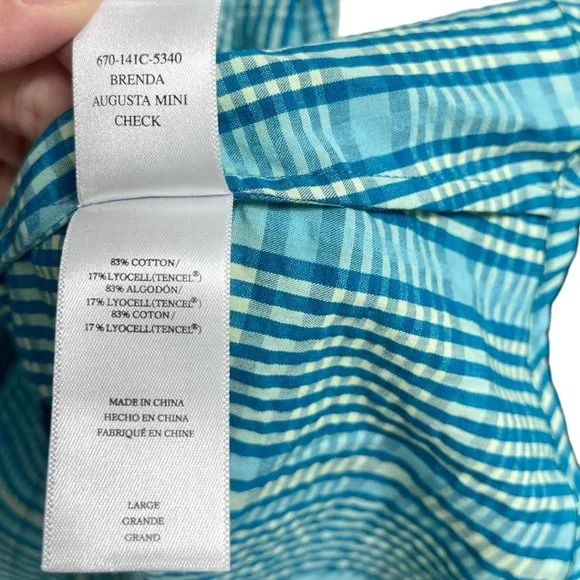 670-141C-5340
BRENDA
AUGUSTA MINI
CHECK
83% COTTON/
17% LYOCELL(TENCEL®)
83% ALGODÓN/
17% LYOCELL(TENCEL®)
83% COTON/
17% LYOCELL(TENCEL®)
MADE IN CHINA
HECHO EN CHINA
FABRIQUÉ EN CHINE
LARGE
GRANDE
GRAND